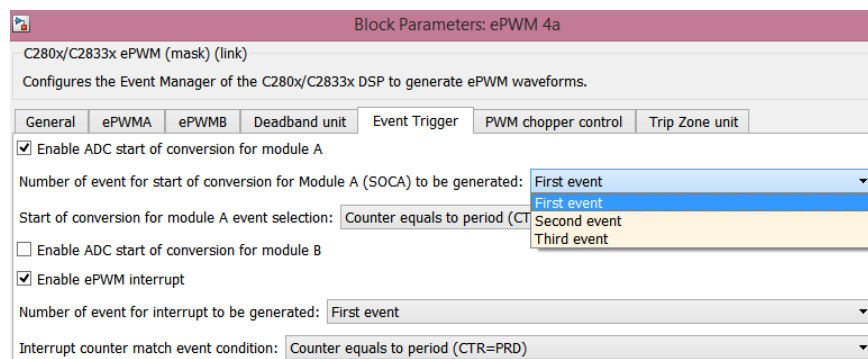 Block Parameters: ePWM 4a
C280x/C2833x ePWM (mask) (link)
Configures the Event Manager of the C280x/C2833x DSP to generate ePWM waveforms.
General ePWMA ePWMB Deadband unit Event Trigger PWM chopper control Trip Zone unit
Enable ADC start of conversion for module A
Number of event for start of conversion for Module A (SOCA) to be generated: First event
First event
Start of conversion for module A event selection: Counter equals to period (CT
Second event
Third event
Enable ADC start of conversion for module B
Enable ePWM interrupt
Number of event for interrupt to be generated: First event
Interrupt counter match event condition: Counter equals to period (CTR=PRD)